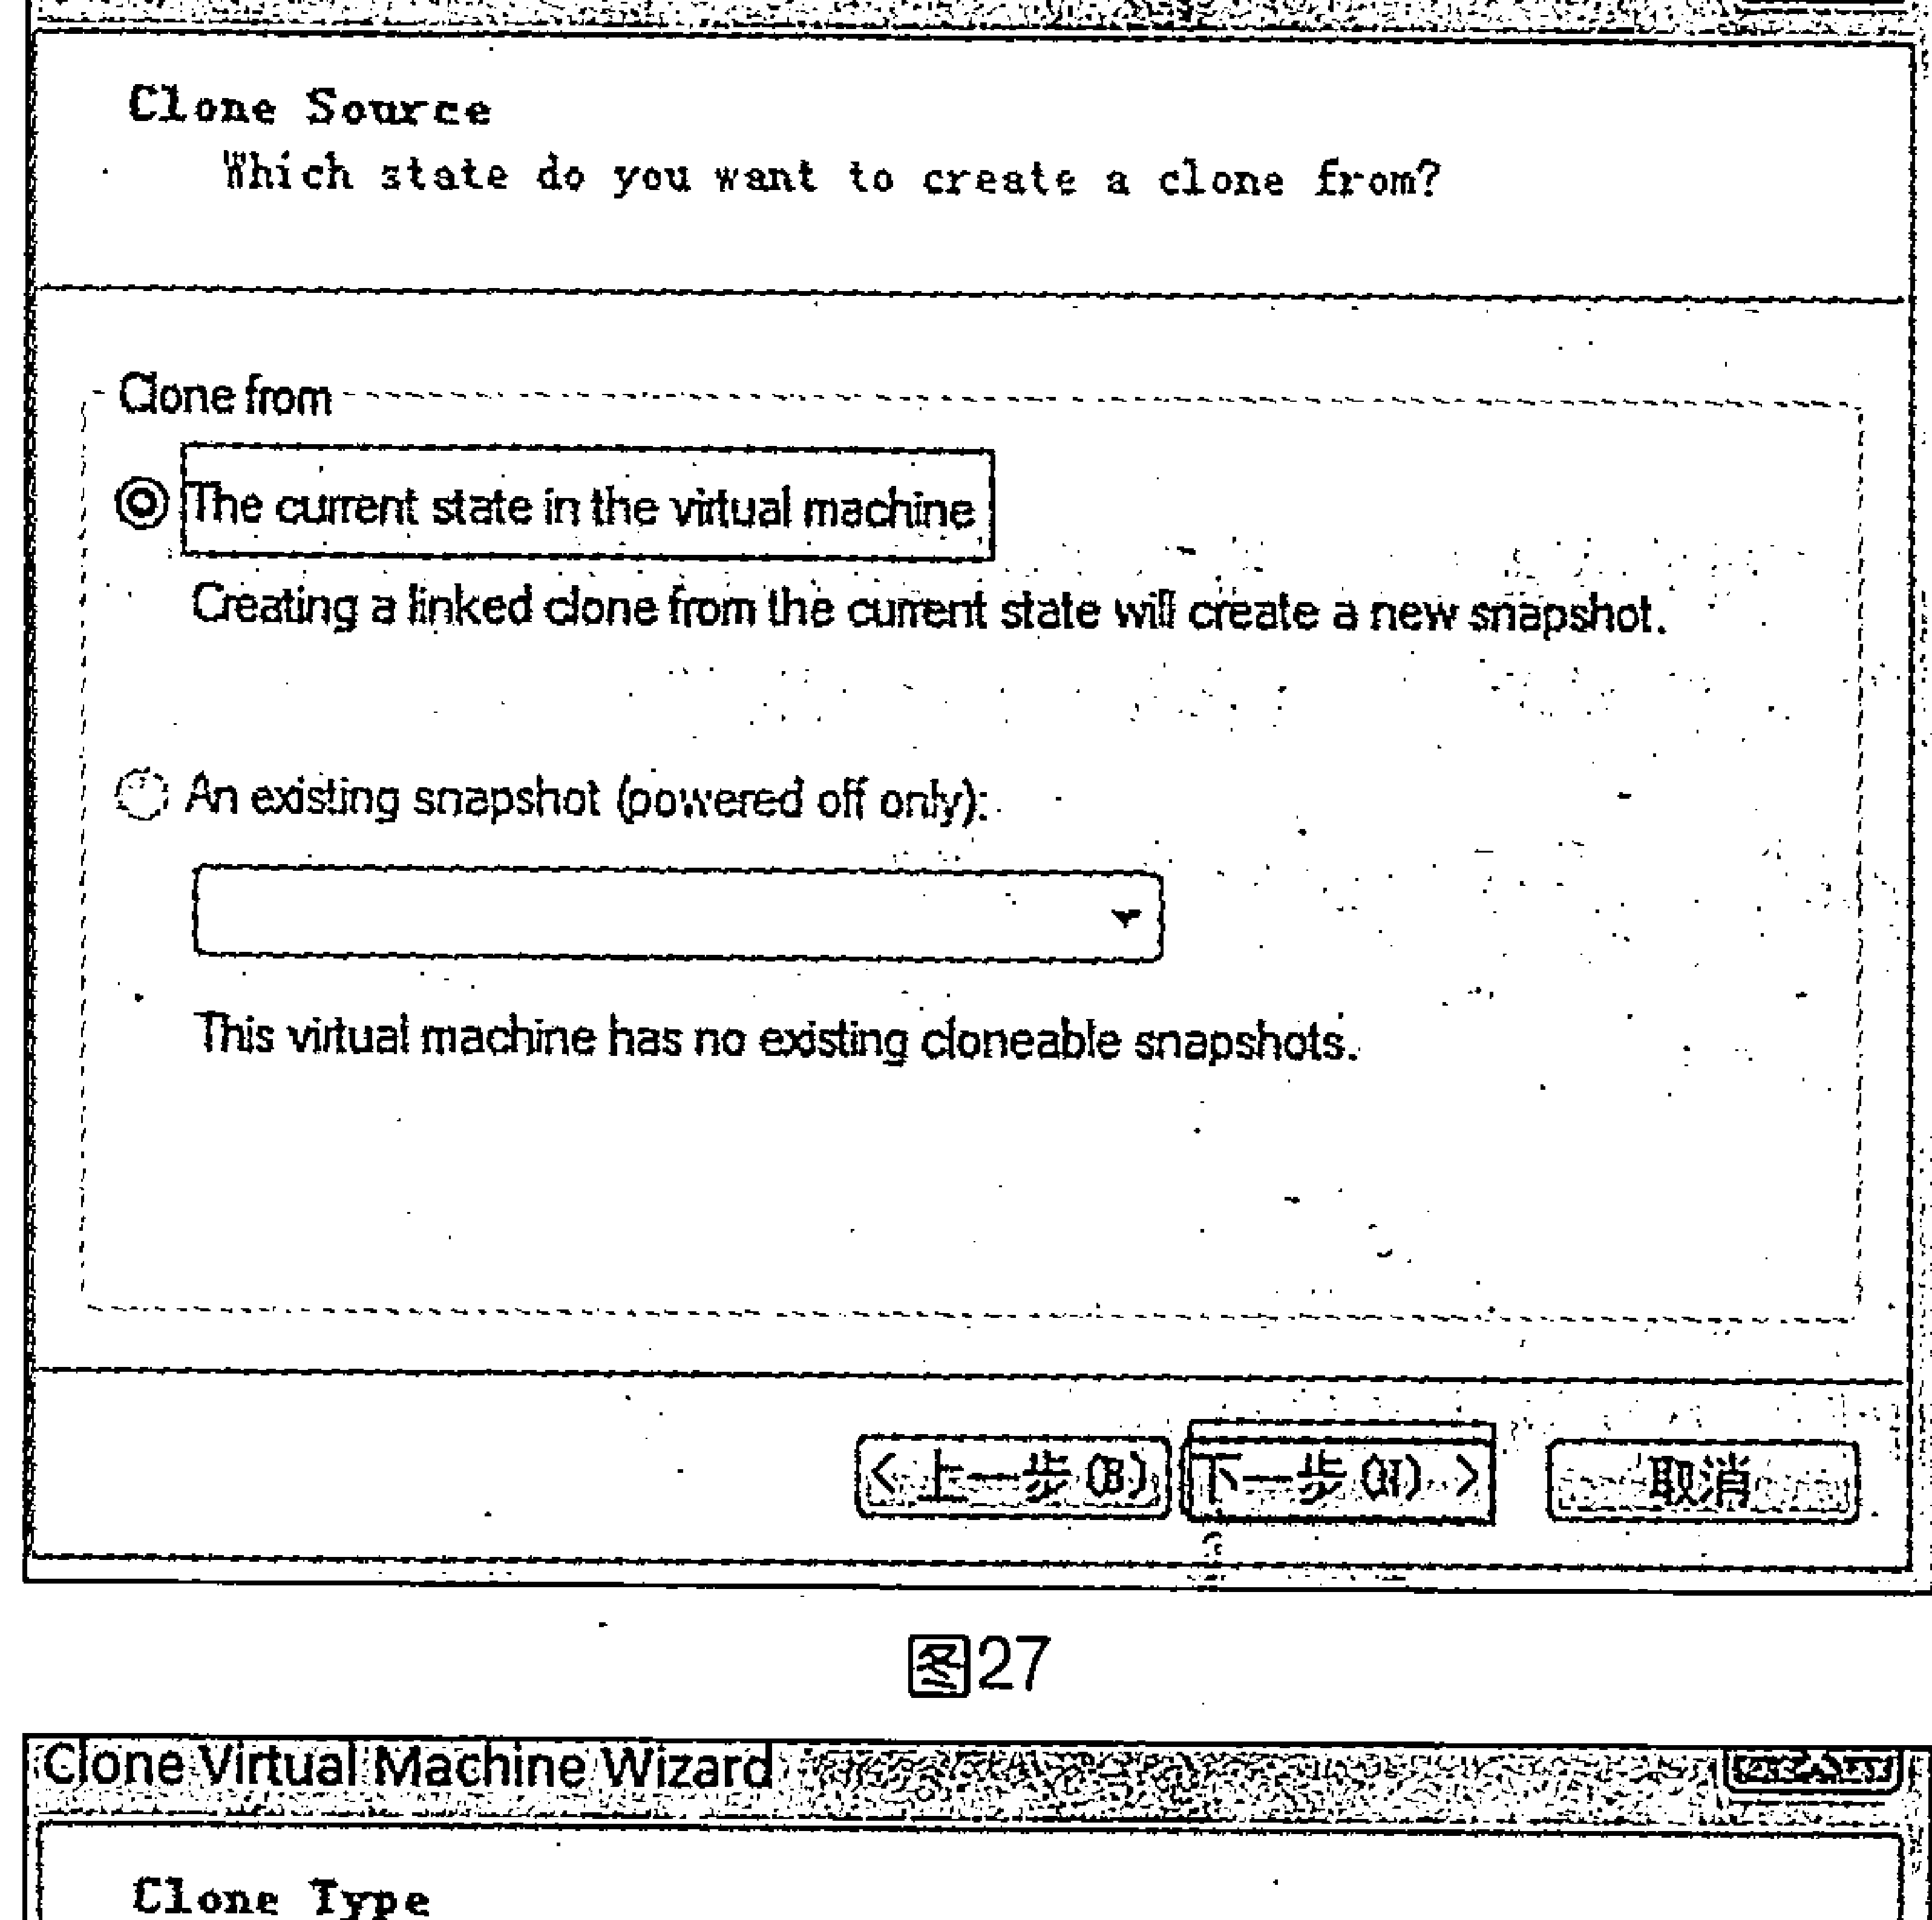 Clone Source
Which state do you want to create a clone from?
Clone from
The current state in the virtual machine
Creating a linked clone from the current state will create a new snapshot.
An existing snapshot (powered off only):
This virtual machine has no existing cloneable snapshots.
< 上一步(B) 下一步(N) > 取消
图27
Clone Virtual Machine Wizard
Clone Type